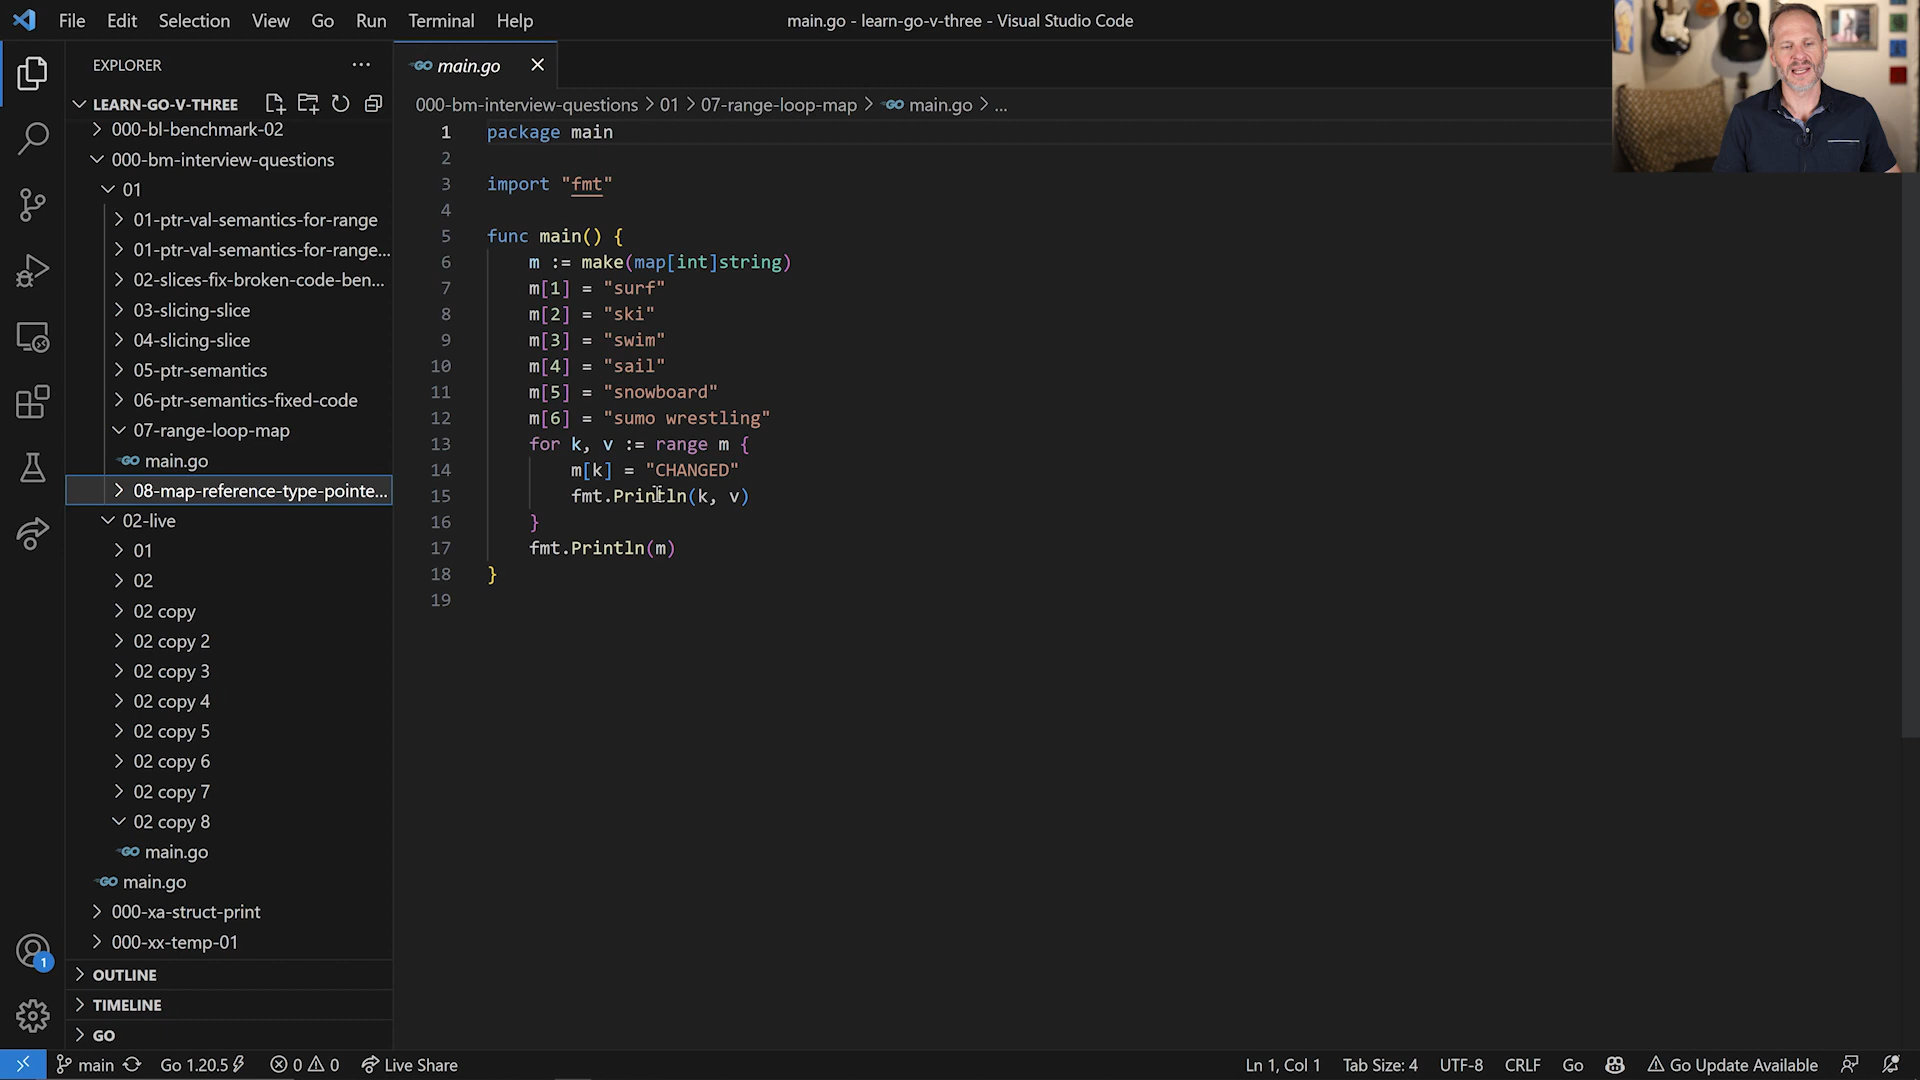 File Edit Selection View Go Run Terminal Help
main.go - learn-go-v-three - Visual Studio Code
EXPLORER ...
LEARN-GO-V-THREE
000-bl-benchmark-02
000-bm-interview-questions
01
01-ptr-val-semantics-for-range
01-ptr-val-semantics-for-range...
02-slices-fix-broken-code-ben...
03-slicing-slice
04-slicing-slice
05-ptr-semantics
06-ptr-semantics-fixed-code
07-range-loop-map
GO main.go
08-map-reference-type-pointe...
02-live
01
02
02 copy
02 copy 2
02 copy 3
02 copy 4
02 copy 5
02 copy 6
02 copy 7
02 copy 8
GO main.go
GO main.go
000-xa-struct-print
000-xx-temp-01
OUTLINE
TIMELINE
GO
1
GO main.go
000-bm-interview-questions > 01 > 07-range-loop-map > GO main.go > ...
1 package main
2
3 import "fmt"
4
5 func main() {
6 m := make(map[int]string)
7 m[1] = "surf"
8 m[2] = "ski"
9 m[3] = "swim"
10 m[4] = "sail"
11 m[5] = "snowboard"
12 m[6] = "sumo wrestling"
13 for k, v := range m {
14 m[k] = "CHANGED"
15 fmt.Println(k, v)
16 }
17 fmt.Println(m)
18 }
19
main Go 1.20.5 0 0 Live Share
Ln 1, Col 1 Tab Size: 4 UTF-8 CRLF Go Go Update Available